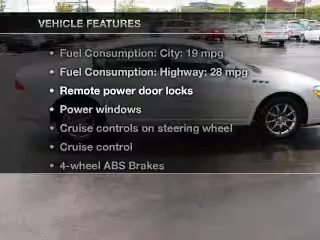 VEHICLE FEATURES
• Fuel Consumption: City: 19 mpg
• Fuel Consumption: Highway: 28 mpg
• Remote power door locks
• Power windows
• Cruise controls on steering wheel
• Cruise control
• 4-wheel ABS Brakes